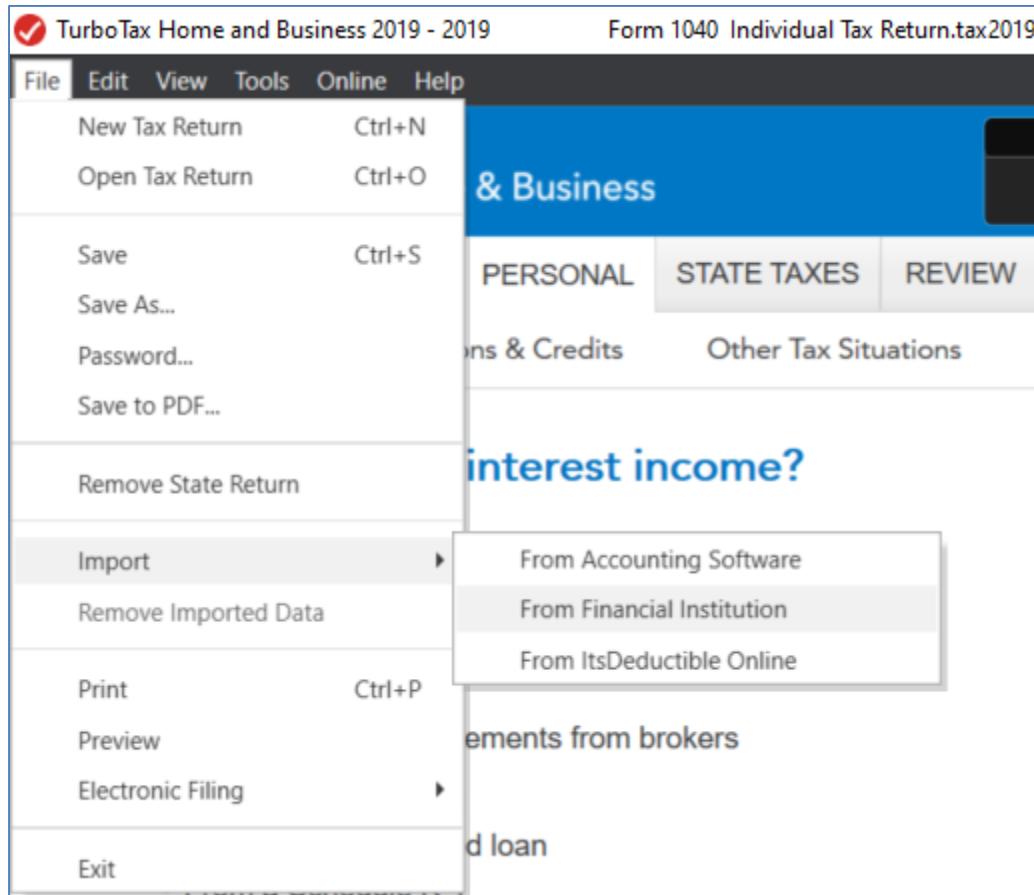 TurboTax Home and Business 2019 - 2019 Form 1040 Individual Tax Return.tax2019
File Edit View Tools Online Help
New Tax Return Ctrl+N
Open Tax Return Ctrl+O
& Business
Save Ctrl+S
PERSONAL STATE TAXES REVIEW
Save As...
Password...
ns & Credits Other Tax Situations
Save to PDF...
interest income?
Remove State Return
Import
From Accounting Software
From Financial Institution
From ItsDeductible Online
Remove Imported Data
Print Ctrl+P
Preview
ements from brokers
Electronic Filing
d loan
Exit